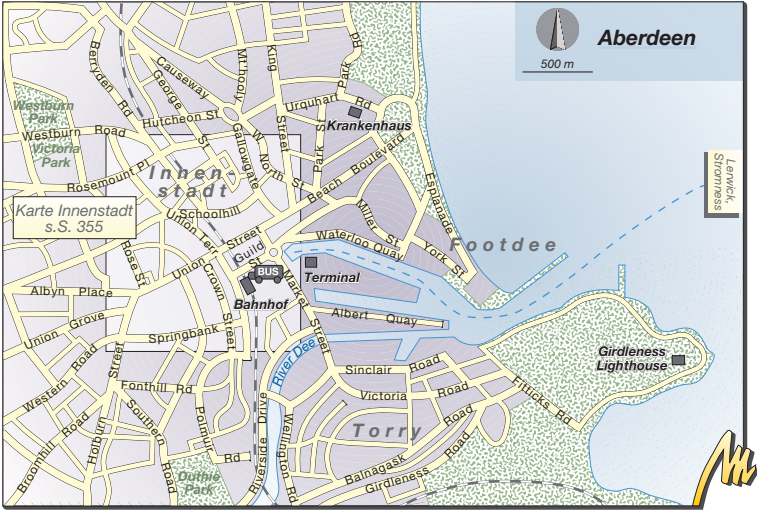 Aberdeen
500 m
Berryden Rd
Causeway
George St
Mt.hooly
King Street
Park Rd
Urquhart Rd
Krankenhaus
Westburn Park
Westburn Road
Victoria Park
Hutcheon St
Gallowgate
W North St
Park St
Beach Boulevard
Esplanade
Lerwick, Stromness
Rosemount Pl
Innen-
stadt
Karte Innenstadt
s.S. 355
Schoolhill
Union Terr
Miller St
York St
Footdee
Waterloo Quay
Union Street
Guild St
BUS
Terminal
Bahnhof
Rose St
Crown Street
Market Street
Albyn Place
Union Grove
Albert Quay
Springbank
River Dee
Girdleness
Lighthouse
Sinclair Road
Victoria Road
Fitticks Rd
Western Road
Holburn Street
Fonthill Rd
Southern Road
Polmuir Rd
Broomhill Road
Riverside Drive
Wellington Rd
Torry
Balnagask Road
Girdleness Road
Duthie
Park